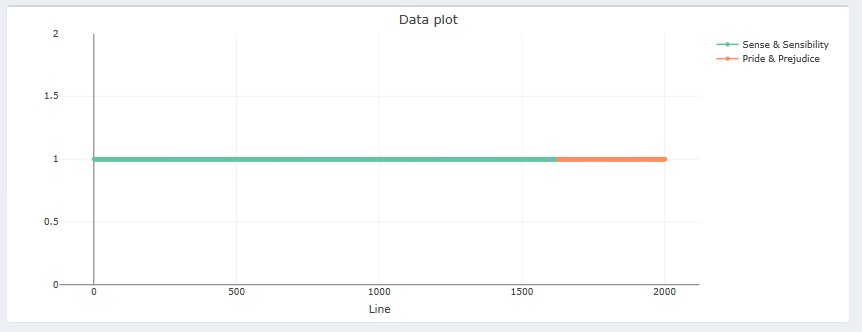 Data plot
Sense & Sensibility
Pride & Prejudice
2
1.5
1
0.5
0
0 500 1000 1500 2000
Line